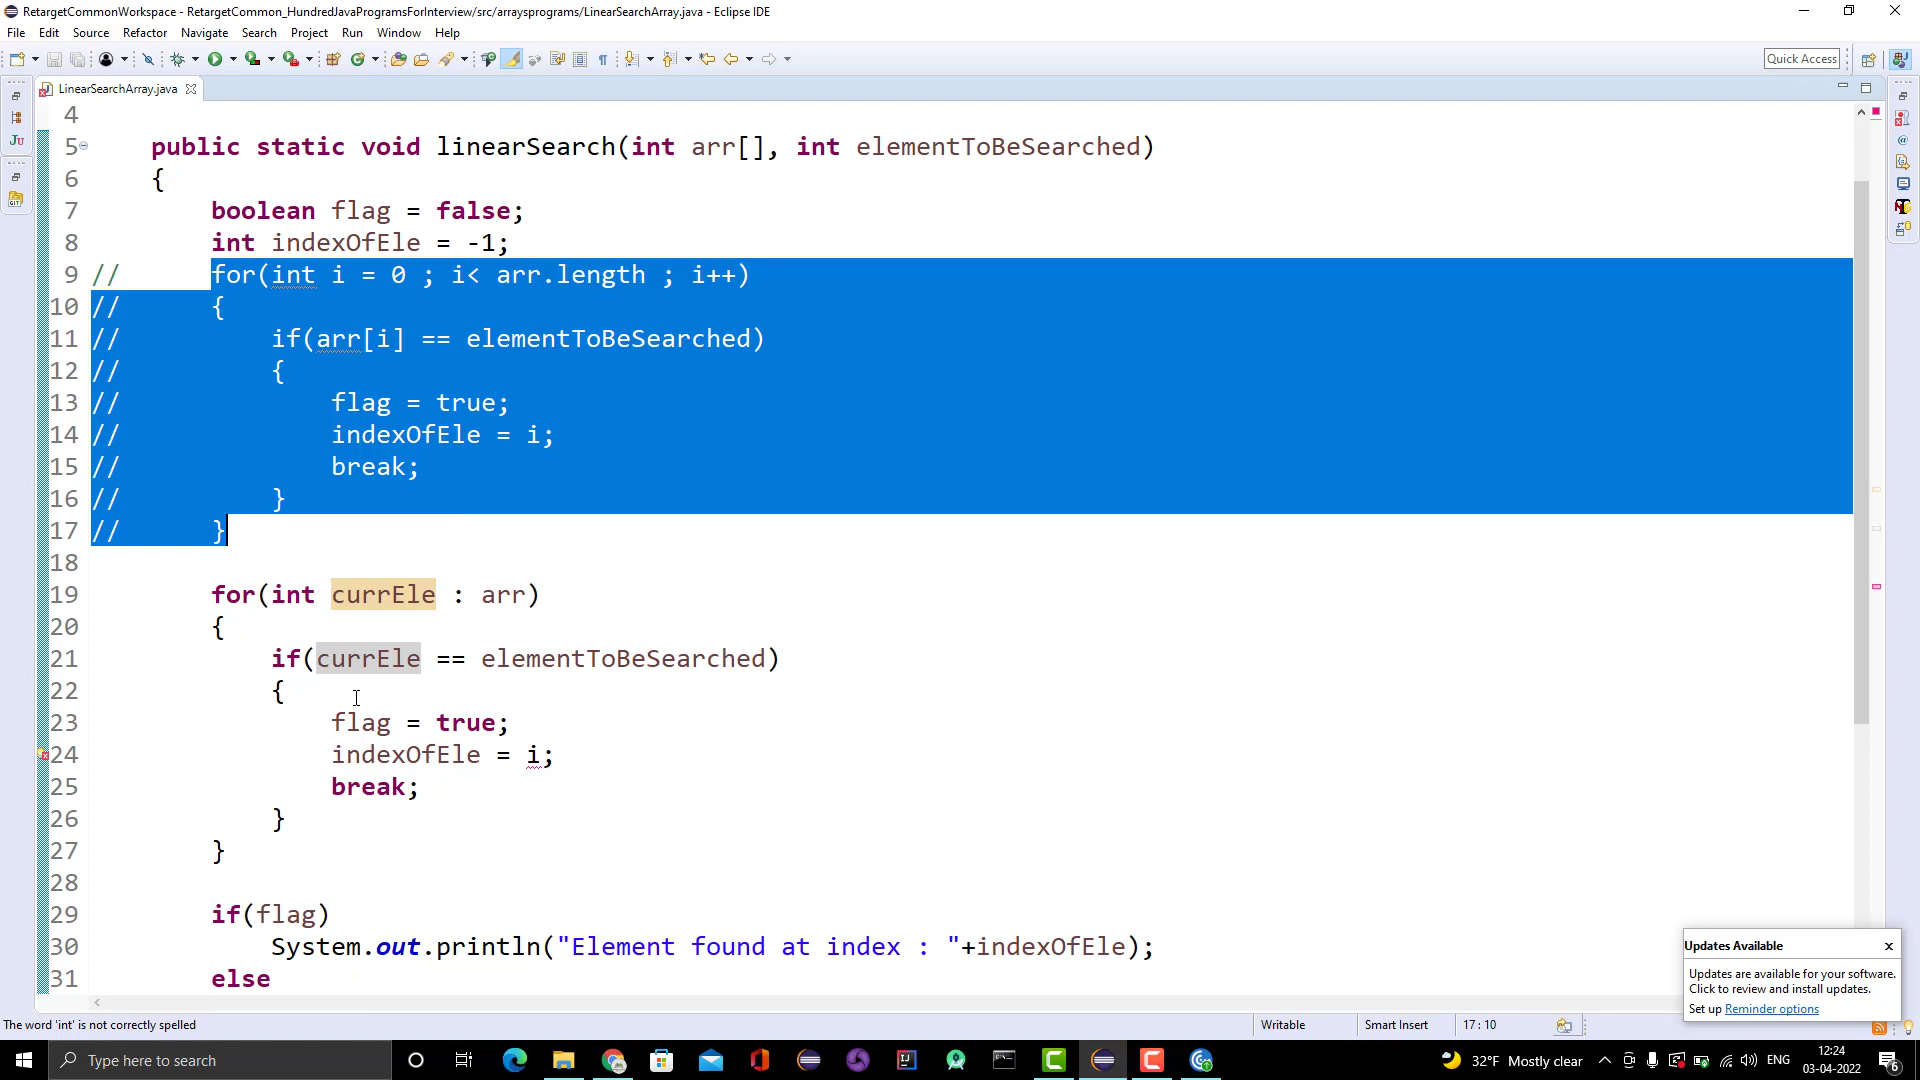 RetargetCommonWorkspace - RetargetCommon_HundredJavaProgramsForInterview/src/arraysprograms/LinearSearchArray.java - Eclipse IDE
File Edit Source Refactor Navigate Search Project Run Window Help
Quick Access
LinearSearchArray.java
4
5 public static void linearSearch(int arr[], int elementToBeSearched)
6 {
7 boolean flag = false;
8 int indexOfEle = -1;
9 // for(int i = 0 ; i< arr.length ; i++)
10 // {
11 // if(arr[i] == elementToBeSearched)
12 // {
13 // flag = true;
14 // indexOfEle = i;
15 // break;
16 // }
17 // }
18
19 for(int currEle : arr)
20 {
21 if(currEle == elementToBeSearched)
22 {
23 flag = true;
24 indexOfEle = i;
25 break;
26 }
27 }
28
29 if(flag)
30 System.out.println("Element found at index : "+indexOfEle);
31 else
Updates Available
Updates are available for your software.
Click to review and install updates.
Set up Reminder options
The word 'int' is not correctly spelled
Writable
Smart Insert
17 : 10
Type here to search
32°F Mostly clear
ENG
12:24
03-04-2022
6